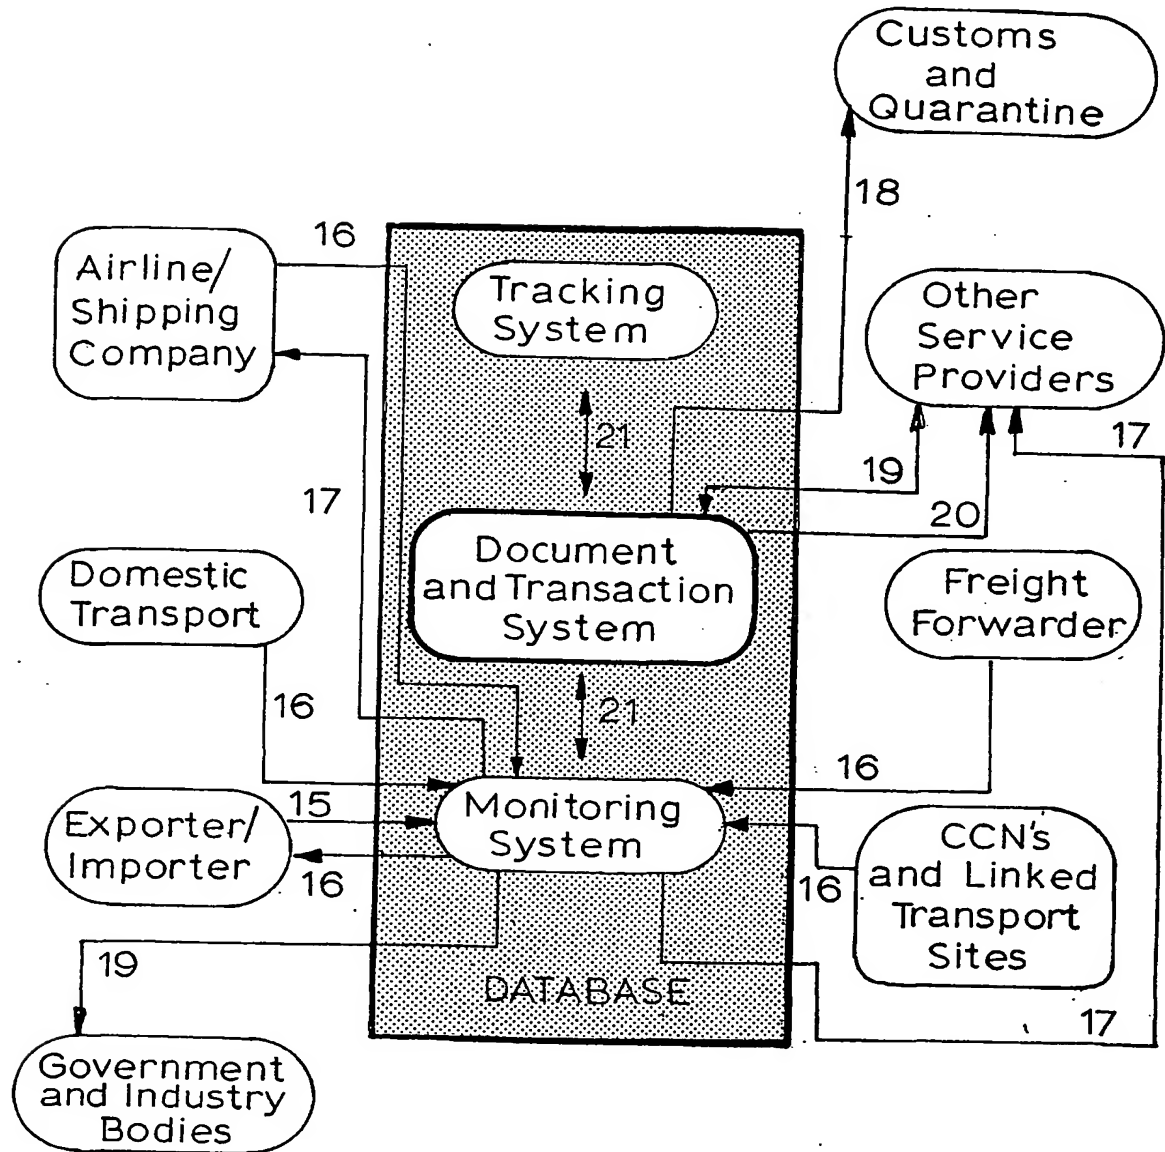 Customs
and
Quarantine
18
16
Airline/
Shipping
Company
Tracking
System
Other
Service
Providers
21
17
19
20
17
Domestic
Transport
Document
and Transaction
System
Freight
Forwarder
16
21
16
Exporter/
Importer
15
16
Monitoring
System
CCN's
and Linked
Transport
Sites
16
19
DATABASE
17
Government
and Industry
Bodies